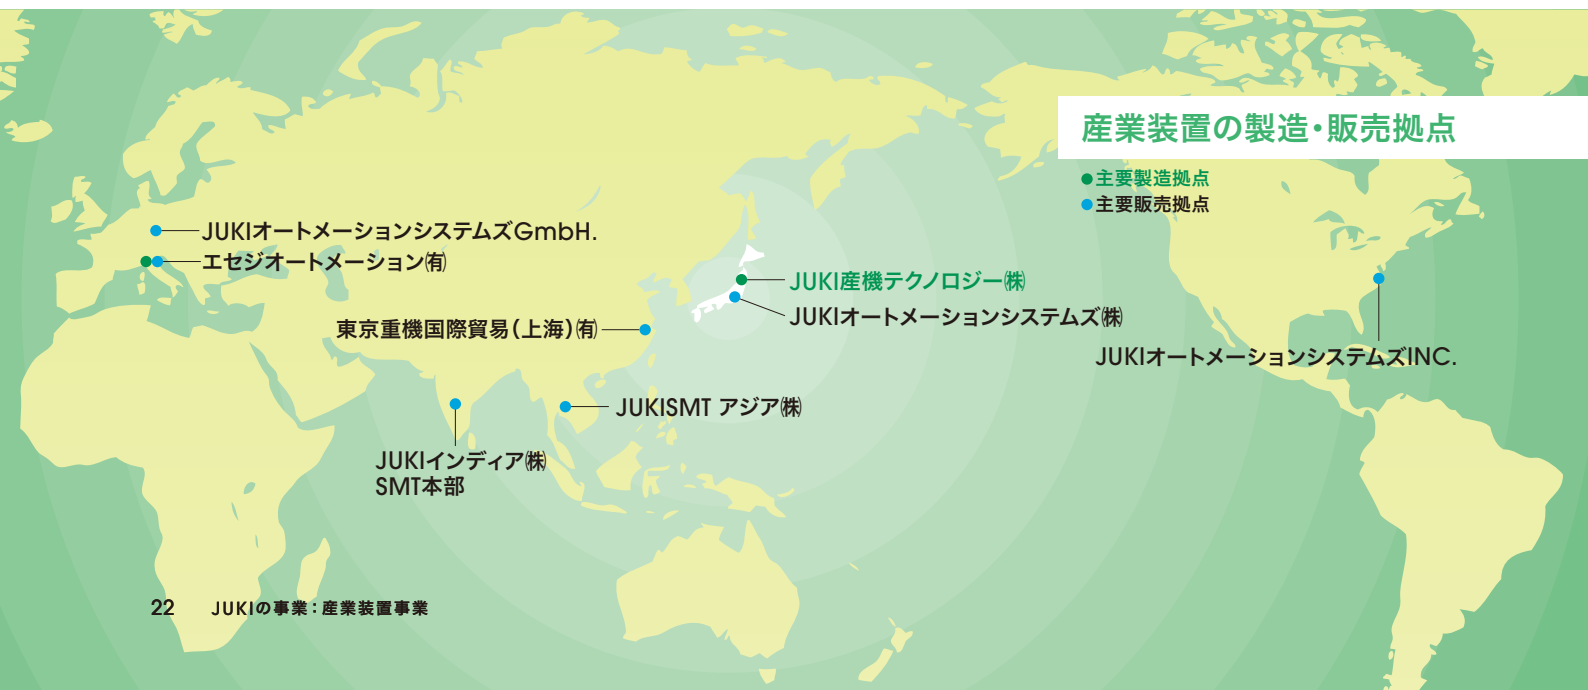 産業装置の製造・販売拠点
●主要製造拠点
●主要販売拠点
JUKIオートメーションシステムズGmbH.
エセジオートメーション㈲
JUKI産機テクノロジー㈱
JUKIオートメーションシステムズ㈱
東京重機国際貿易（上海）㈲
JUKIオートメーションシステムズINC.
JUKISMT アジア㈱
JUKIインディア㈱
SMT本部
22 JUKIの事業：産業装置事業